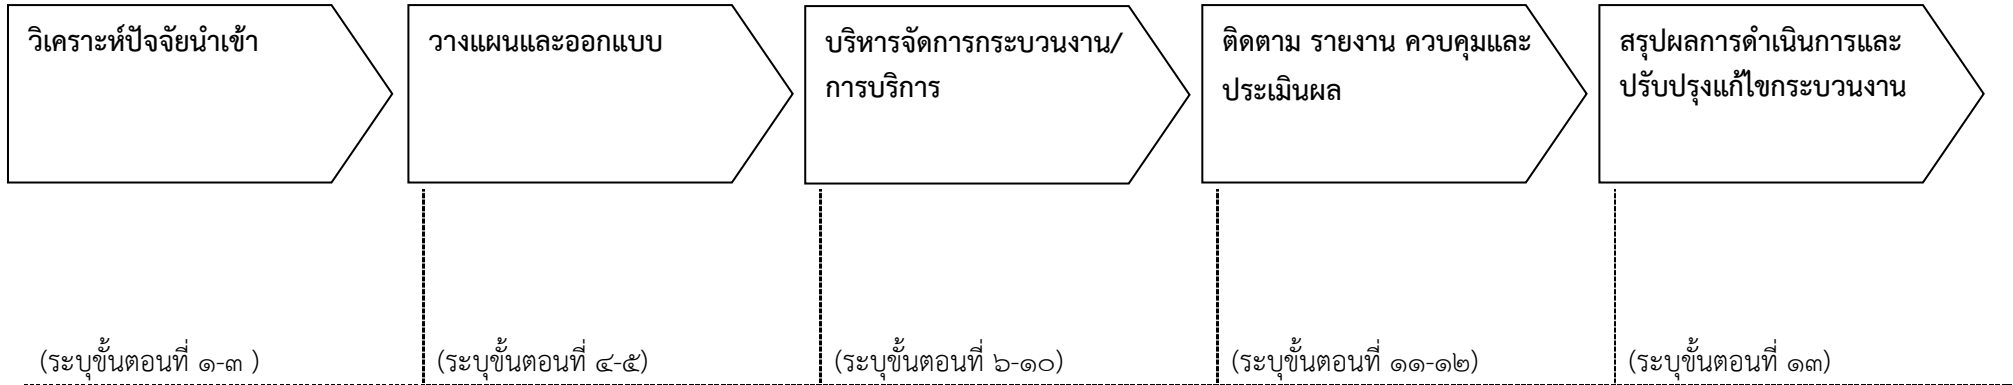 วิเคราะห์ปัจจัยนำเข้า
วางแผนและออกแบบ
บริหารจัดการกระบวนงาน/
การบริการ
ติดตาม รายงาน ควบคุมและ
ประเมินผล
สรุปผลการดำเนินการและ
ปรับปรุงแก้ไขกระบวนงาน
(ระบุขั้นตอนที่ ๑-๓ )
(ระบุขั้นตอนที่ ๔-๕)
(ระบุขั้นตอนที่ ๖-๑๐)
(ระบุขั้นตอนที่ ๑๑-๑๒)
(ระบุขั้นตอนที่ ๑๓)